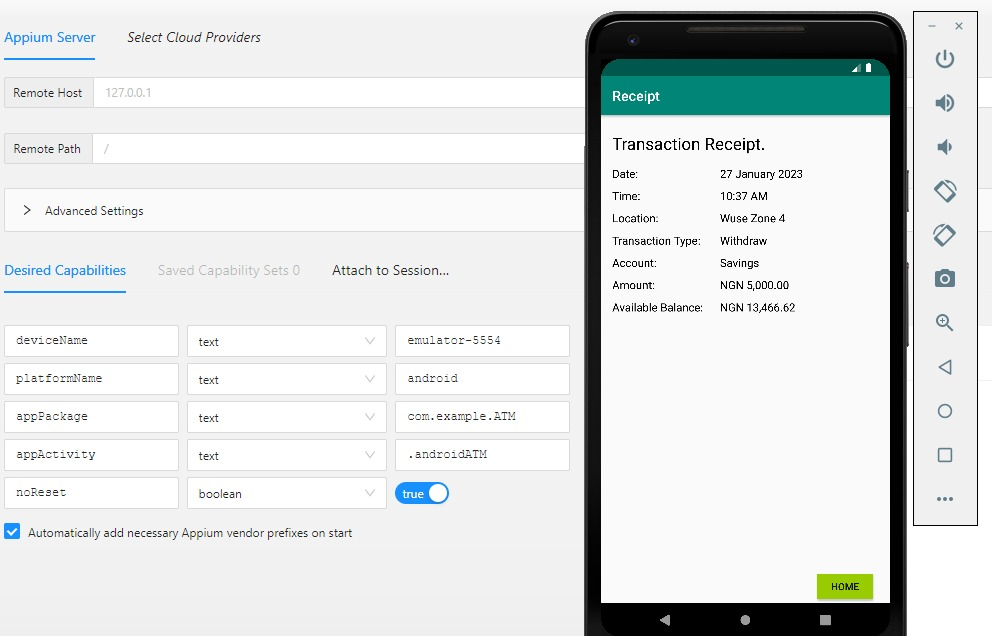 Appium Server
Select Cloud Providers
Remote Host
127.0.0.1
Remote Path
/
Advanced Settings
Desired Capabilities
Saved Capability Sets 0
Attach to Session...
deviceName
text
emulator-5554
platformName
text
android
appPackage
text
com.example.ATM
appActivity
text
.androidATM
noReset
boolean
true
Automatically add necessary Appium vendor prefixes on start
Receipt
Transaction Receipt.
Date: 27 January 2023
Time: 10:37 AM
Location: Wuse Zone 4
Transaction Type: Withdraw
Account: Savings
Amount: NGN 5,000.00
Available Balance: NGN 13,466.62
HOME